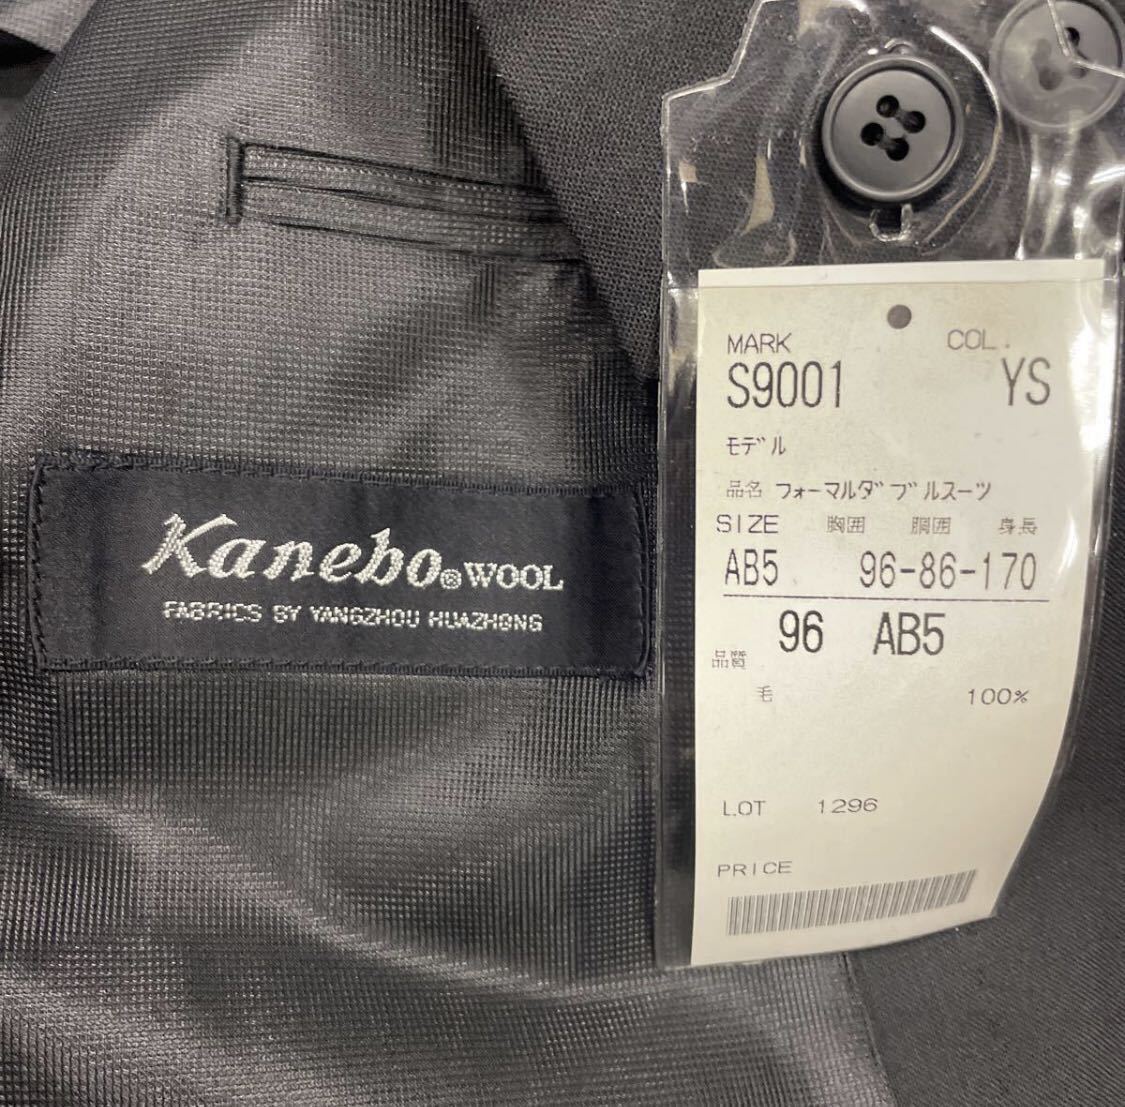 Kanebo® WOOL
FABRICS BY YANGZHOU HUAZHONG
MARK COL.
S9001 YS
モデル
品名 フォーマルダブルスーツ
SIZE 胸囲 胴囲 身長
AB5 96-86-170
96 AB5
品質
毛 100%
LOT 1296
PRICE